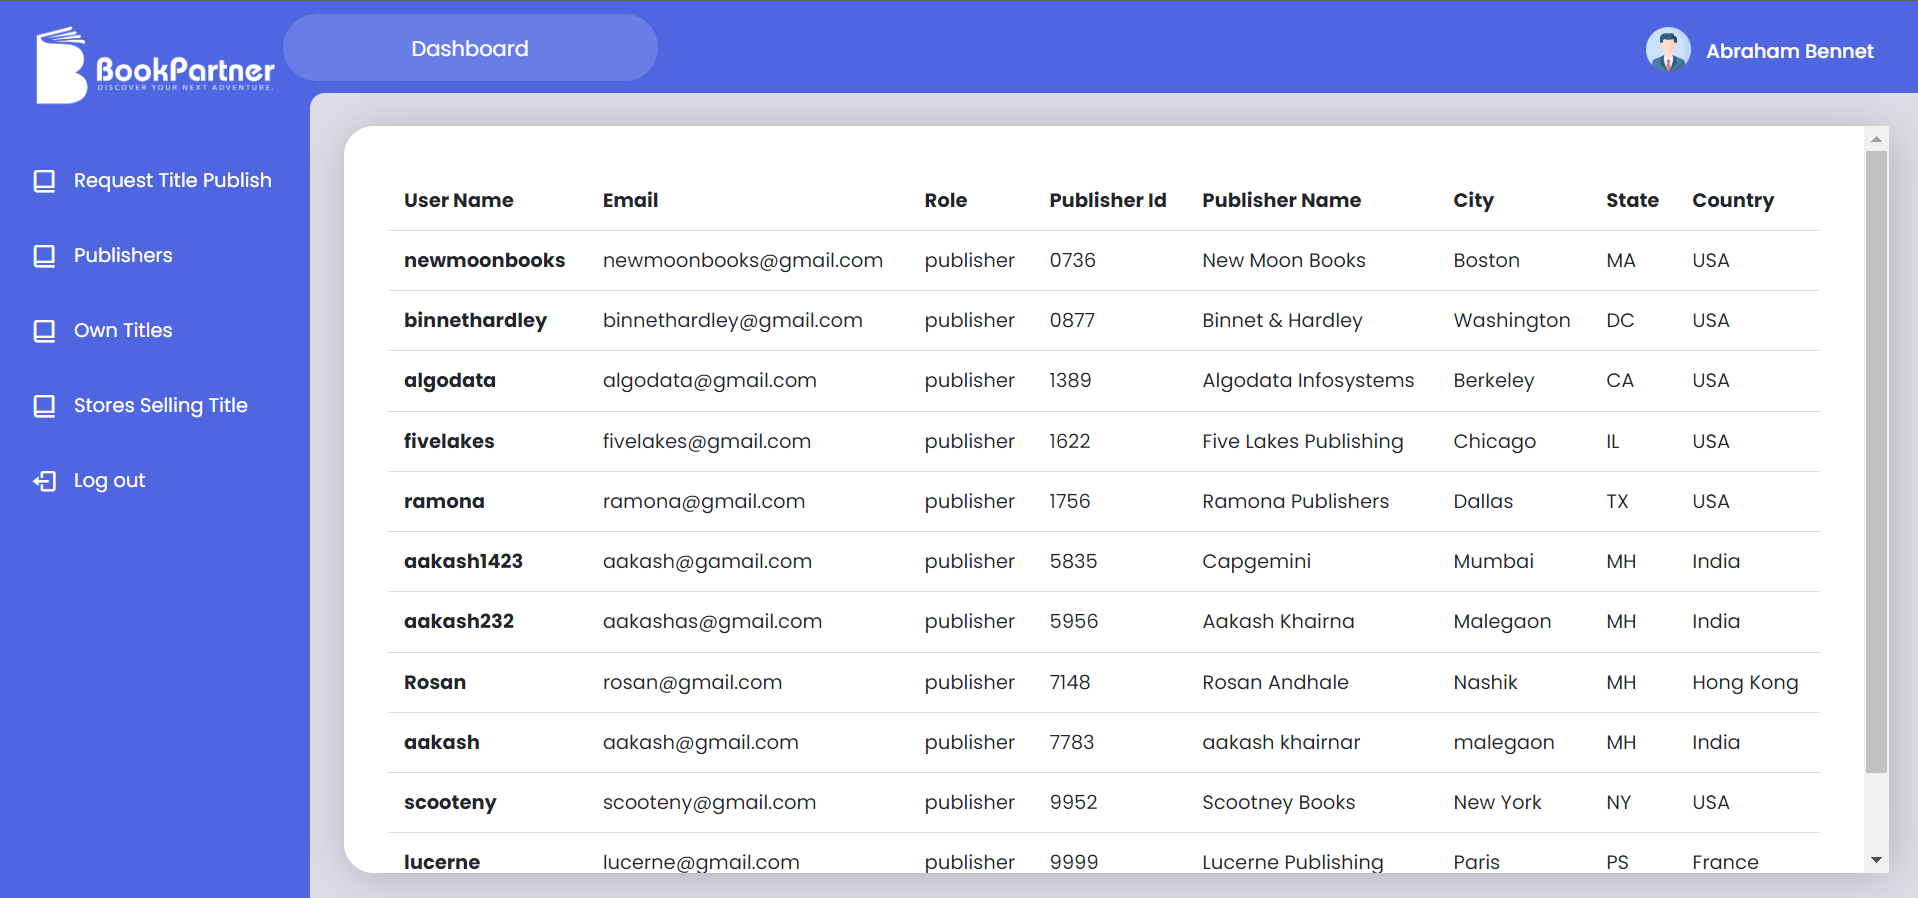 BookPartner
DISCOVER YOUR NEXT ADVENTURE.
Dashboard
Abraham Bennet
Request Title Publish
Publishers
Own Titles
Stores Selling Title
Log out
User Name Email Role Publisher Id Publisher Name City State Country
newmoonbooks newmoonbooks@gmail.com publisher 0736 New Moon Books Boston MA USA
binnethardley binnethardley@gmail.com publisher 0877 Binnet & Hardley Washington DC USA
algodata algodata@gmail.com publisher 1389 Algodata Infosystems Berkeley CA USA
fivelakes fivelakes@gmail.com publisher 1622 Five Lakes Publishing Chicago IL USA
ramona ramona@gmail.com publisher 1756 Ramona Publishers Dallas TX USA
aakash1423 aakash@gamail.com publisher 5835 Capgemini Mumbai MH India
aakash232 aakashas@gmail.com publisher 5956 Aakash Khairna Malegaon MH India
Rosan rosan@gmail.com publisher 7148 Rosan Andhale Nashik MH Hong Kong
aakash aakash@gmail.com publisher 7783 aakash khairnar malegaon MH India
scooteny scooteny@gmail.com publisher 9952 Scootney Books New York NY USA
lucerne lucerne@gmail.com publisher 9999 Lucerne Publishing Paris PS France